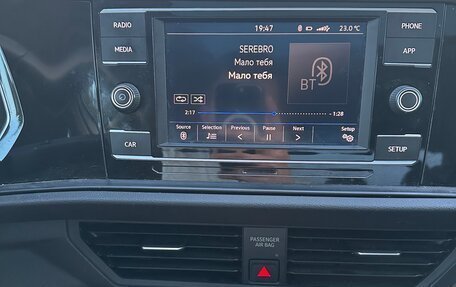 RADIO
MEDIA
CAR
19:47
23.0 °C
SEREBRO
Мало тебя
Мало тебя
BT
2:17
-1:28
Source
Selection
Previous
Pause
Next
Setup
PHONE
APP
SETUP
PASSENGER
AIR BAG